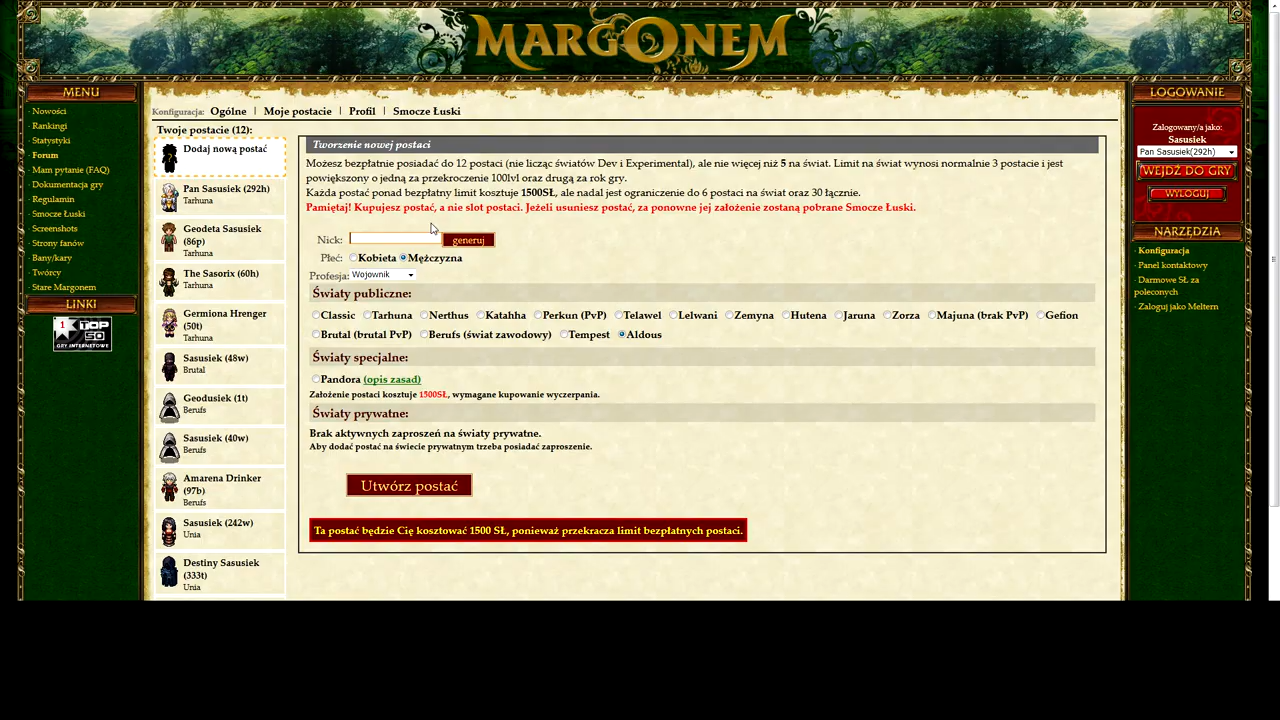 MARGONEM
MENU
Nowości
Rankingi
Statystyki
Forum
Mam pytanie (FAQ)
Dokumentacja gry
Regulamin
Smocze Łuski
Screenshots
Strony fanów
Bany/kary
Twórcy
Stare Margonem
LINKI
1 TOP 50
GRY INTERNETOWE
Konfiguracja: Ogólne | Moje postacie | Profil | Smocze Łuski
Twoje postacie (12):
Dodaj nową postać
Pan Sasusiek (292h)
Tarhuna
Geodeta Sasusiek (86p)
Tarhuna
The Sasorix (60h)
Tarhuna
Germiona Hrenger (50t)
Tarhuna
Sasusiek (48w)
Brutal
Geodusiek (1t)
Berufs
Sasusiek (40w)
Berufs
Amarena Drinker (97b)
Berufs
Sasusiek (242w)
Unia
Destiny Sasusiek (333t)
Unia
Tworzenie nowej postaci
Możesz bezpłatnie posiadać do 12 postaci (nie licząc światów Dev i Experimental), ale nie więcej niż 5 na świat. Limit na świat wynosi normalnie 3 postacie i jest
powiększony o jedną za przekroczenie 100lvl oraz drugą za rok gry.
Każda postać ponad bezpłatny limit kosztuje 1500SŁ, ale nadal jest ograniczenie do 6 postaci na świat oraz 30 łącznie.
Pamiętaj! Kupujesz postać, a nie slot postaci. Jeżeli usuniesz postać, za ponowne jej założenie zostaną pobrane Smocze Łuski.
Nick: generuj
Płeć: Kobieta Mężczyzna
Profesja: Wojownik
Światy publiczne:
Classic Tarhuna Nerthus Katahha Perkun (PvP) Telawel Lelwani Zemyna Hutena Jaruna Zorza Majuna (brak PvP) Gefion
Brutal (brutal PvP) Berufs (świat zawodowy) Tempest Aldous
Światy specjalne:
Pandora (opis zasad)
Założenie postaci kosztuje 1500SŁ, wymagane kupowanie wyczerpania.
Światy prywatne:
Brak aktywnych zaproszeń na światy prywatne.
Aby dodać postać na świecie prywatnym trzeba posiadać zaproszenie.
Utwórz postać
Ta postać będzie Cię kosztować 1500 SŁ, ponieważ przekracza limit bezpłatnych postaci.
LOGOWANIE
Zalogowany/a jako:
Sasusiek
Pan Sasusiek(292h)
WEJDŹ DO GRY
WYLOGUJ
NARZĘDZIA
Konfiguracja
Panel kontaktowy
Darmowe SŁ za
poleconych
Zaloguj jako Meltern